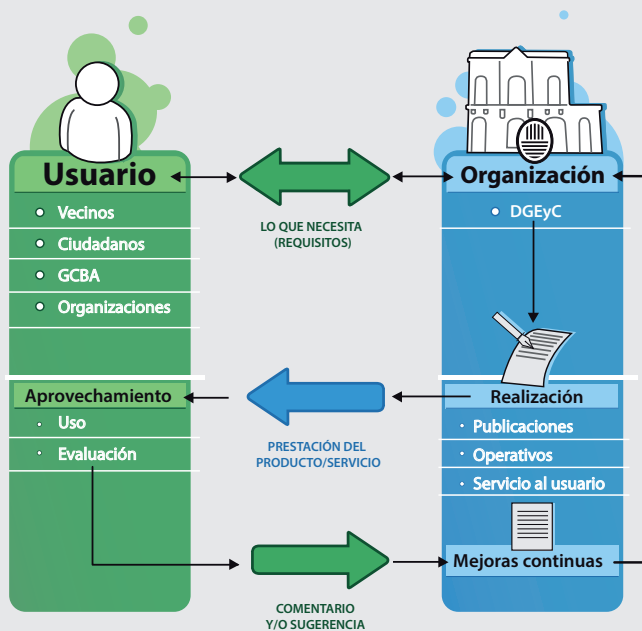 Usuario
Vecinos
Ciudadanos
GCBA
Organizaciones
LO QUE NECESITA
(REQUISITOS)
Organización
DGEyC
Aprovechamiento
Uso
Evaluación
PRESTACIÓN DEL
PRODUCTO/SERVICIO
Realización
Publicaciones
Operativos
Servicio al usuario
Mejoras continuas
COMENTARIO
Y/O SUGERENCIA